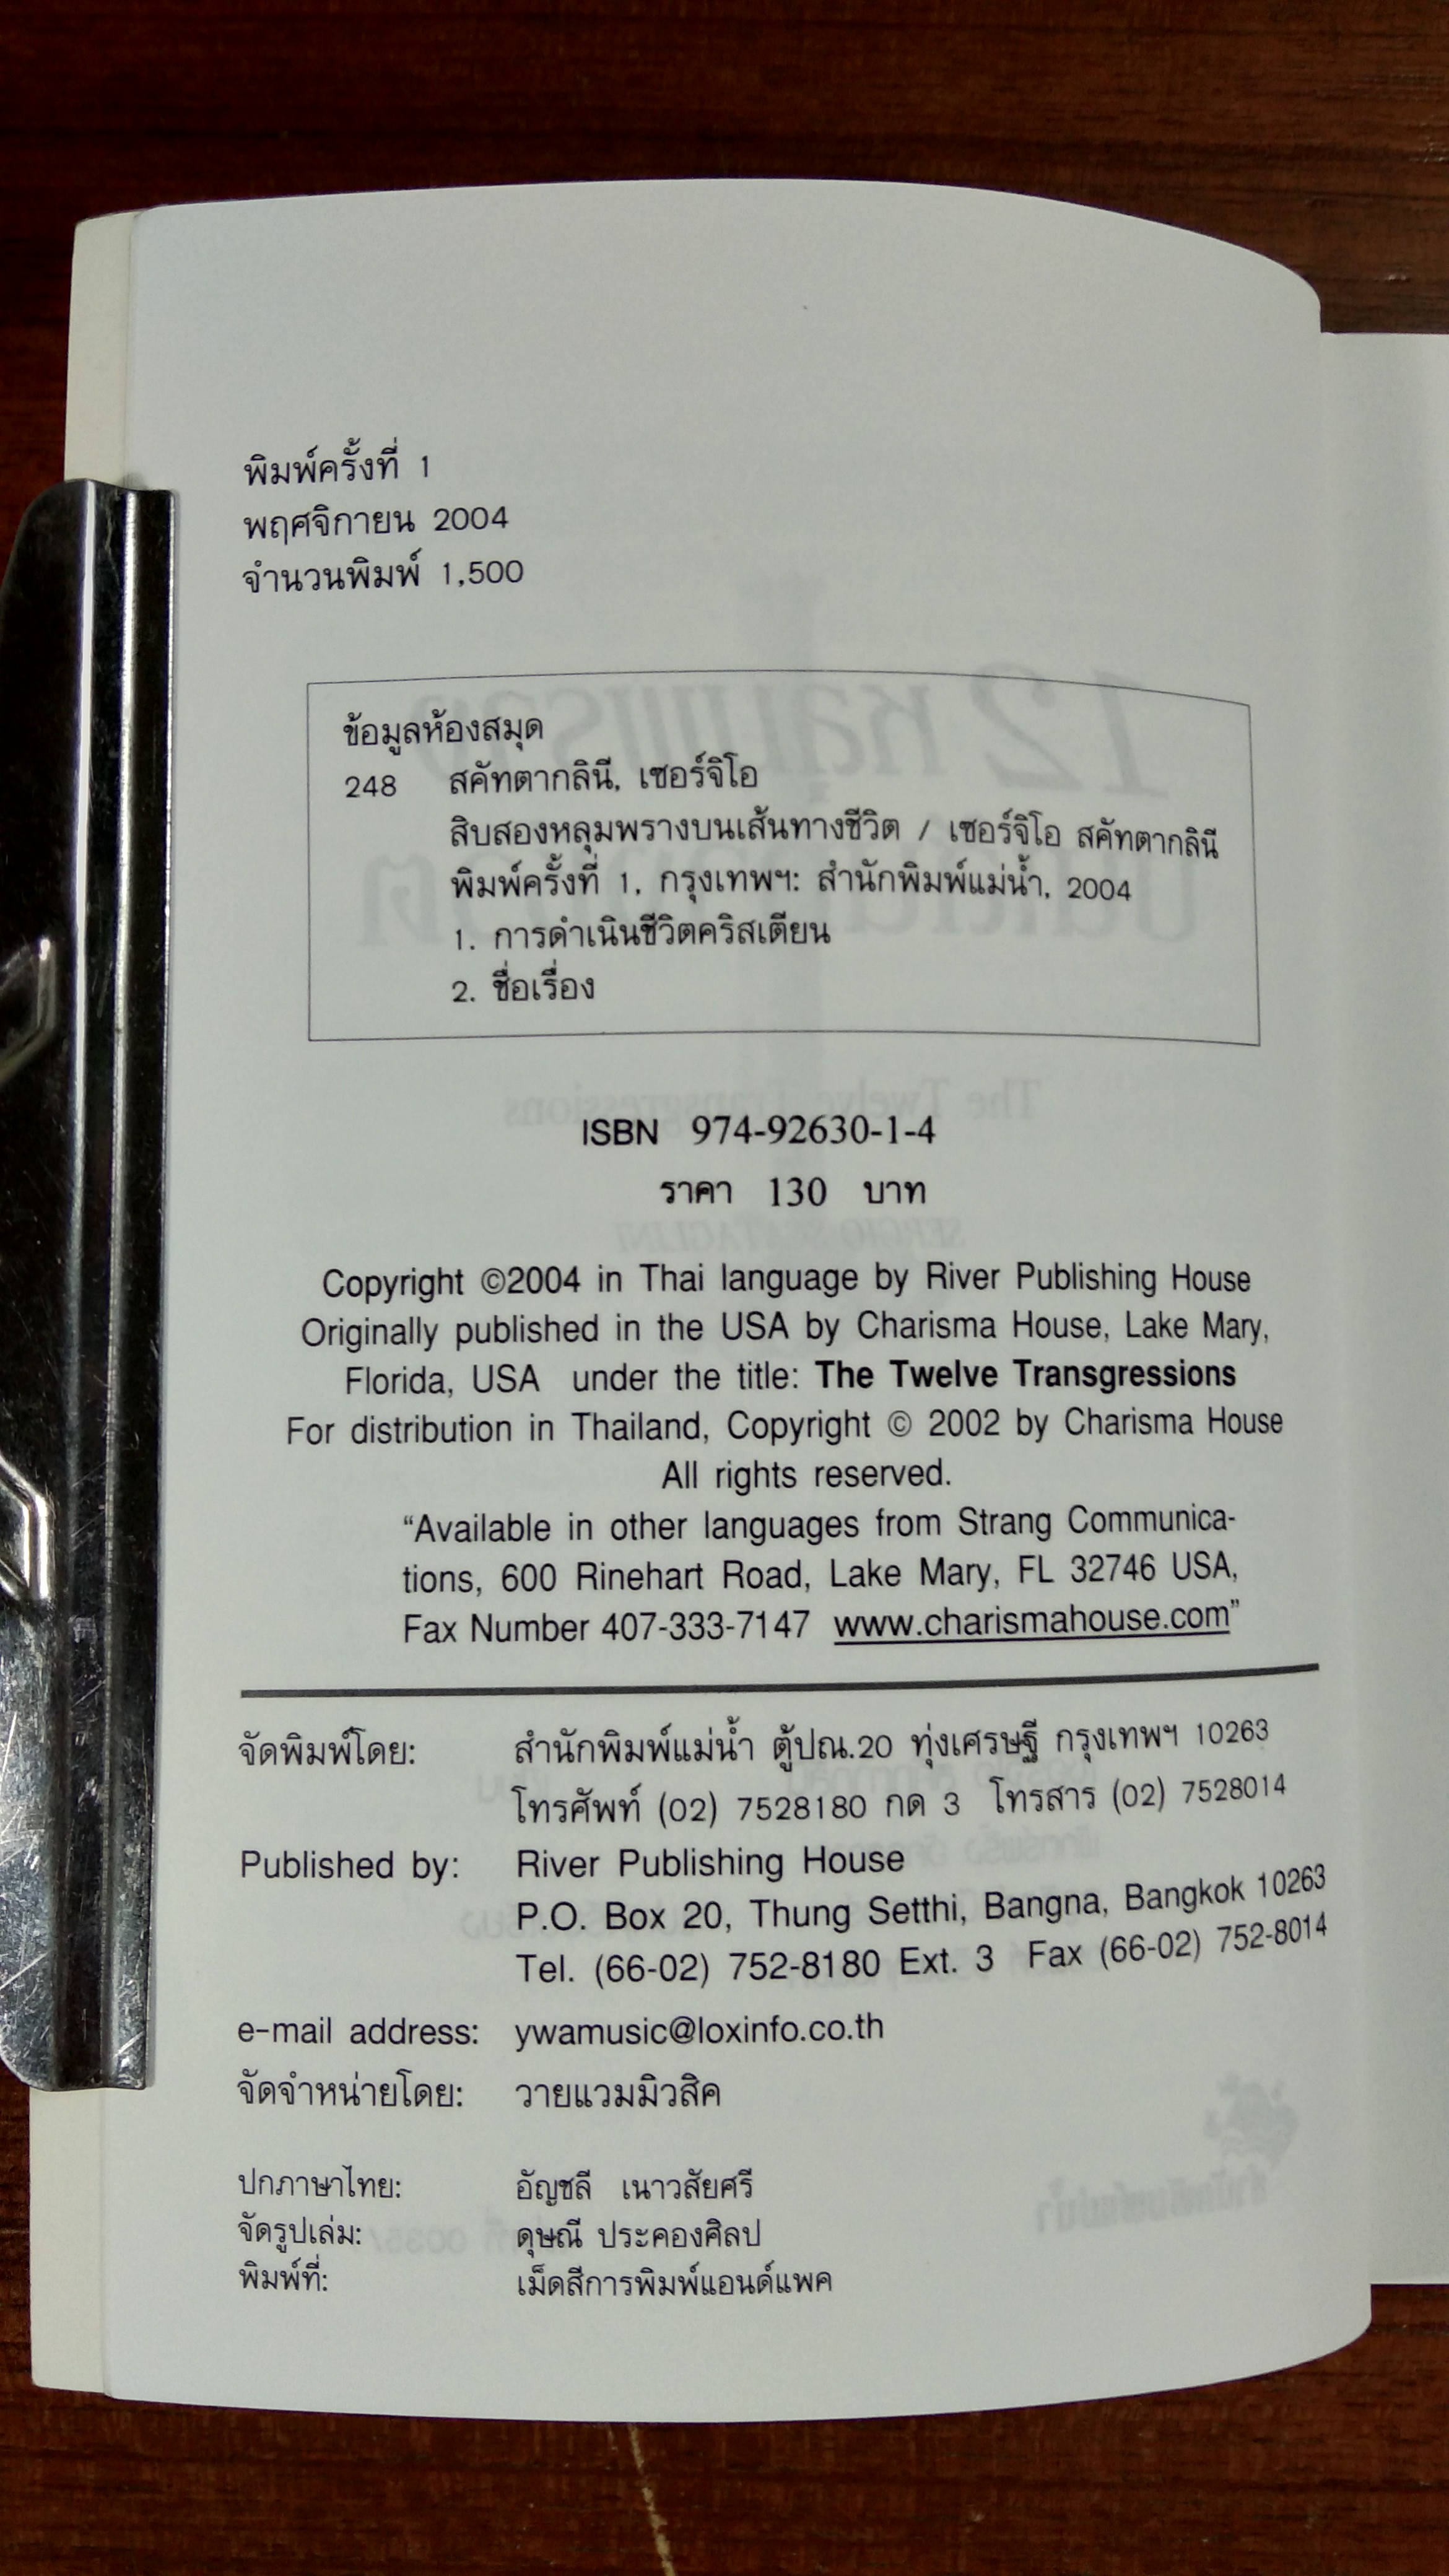 พิมพ์ครั้งที่ 1
พฤศจิกายน 2004
จำนวนพิมพ์ 1,500
ข้อมูลห้องสมุด
248 สคัทตากลินี, เซอร์จิโอ
สิบสองหลุมพรางบนเส้นทางชีวิต / เซอร์จิโอ สคัทตากลินี
พิมพ์ครั้งที่ 1, กรุงเทพฯ: สำนักพิมพ์แม่น้ำ, 2004
1. การดำเนินชีวิตคริสเตียน
2. ชื่อเรื่อง
ISBN 974-92630-1-4
ราคา 130 บาท
Copyright ©2004 in Thai language by River Publishing House
Originally published in the USA by Charisma House, Lake Mary,
Florida, USA under the title: The Twelve Transgressions
For distribution in Thailand, Copyright © 2002 by Charisma House
All rights reserved.
“Available in other languages from Strang Communica-
tions, 600 Rinehart Road, Lake Mary, FL 32746 USA,
Fax Number 407-333-7147 www.charismahouse.com”
จัดพิมพ์โดย: สำนักพิมพ์แม่น้ำ ตู้ปณ.20 ทุ่งเศรษฐี กรุงเทพฯ 10263
โทรศัพท์ (02) 7528180 กด 3 โทรสาร (02) 7528014
Published by: River Publishing House
P.O. Box 20, Thung Setthi, Bangna, Bangkok 10263
Tel. (66-02) 752-8180 Ext. 3 Fax (66-02) 752-8014
e-mail address: ywamusic@loxinfo.co.th
จัดจำหน่ายโดย: วายแวมมิวสิค
ปกภาษาไทย: อัญชลี เนาวสัยศรี
จัดรูปเล่ม: ดุษณี ประคองศิลป
พิมพ์ที่: เม็ดสีการพิมพ์แอนด์แพค